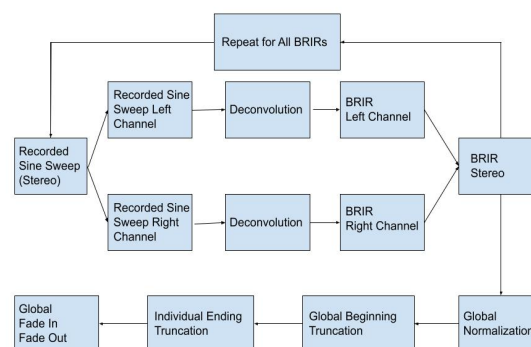 Repeat for All BRIRs
Recorded Sine
Sweep Left
Channel
Deconvolution
BRIR
Left Channel
Recorded
Sine Sweep
(Stereo)
BRIR
Stereo
Recorded Sine
Sweep Right
Channel
Deconvolution
BRIR
Right Channel
Global
Fade In
Fade Out
Individual Ending
Truncation
Global Beginning
Truncation
Global
Normalization